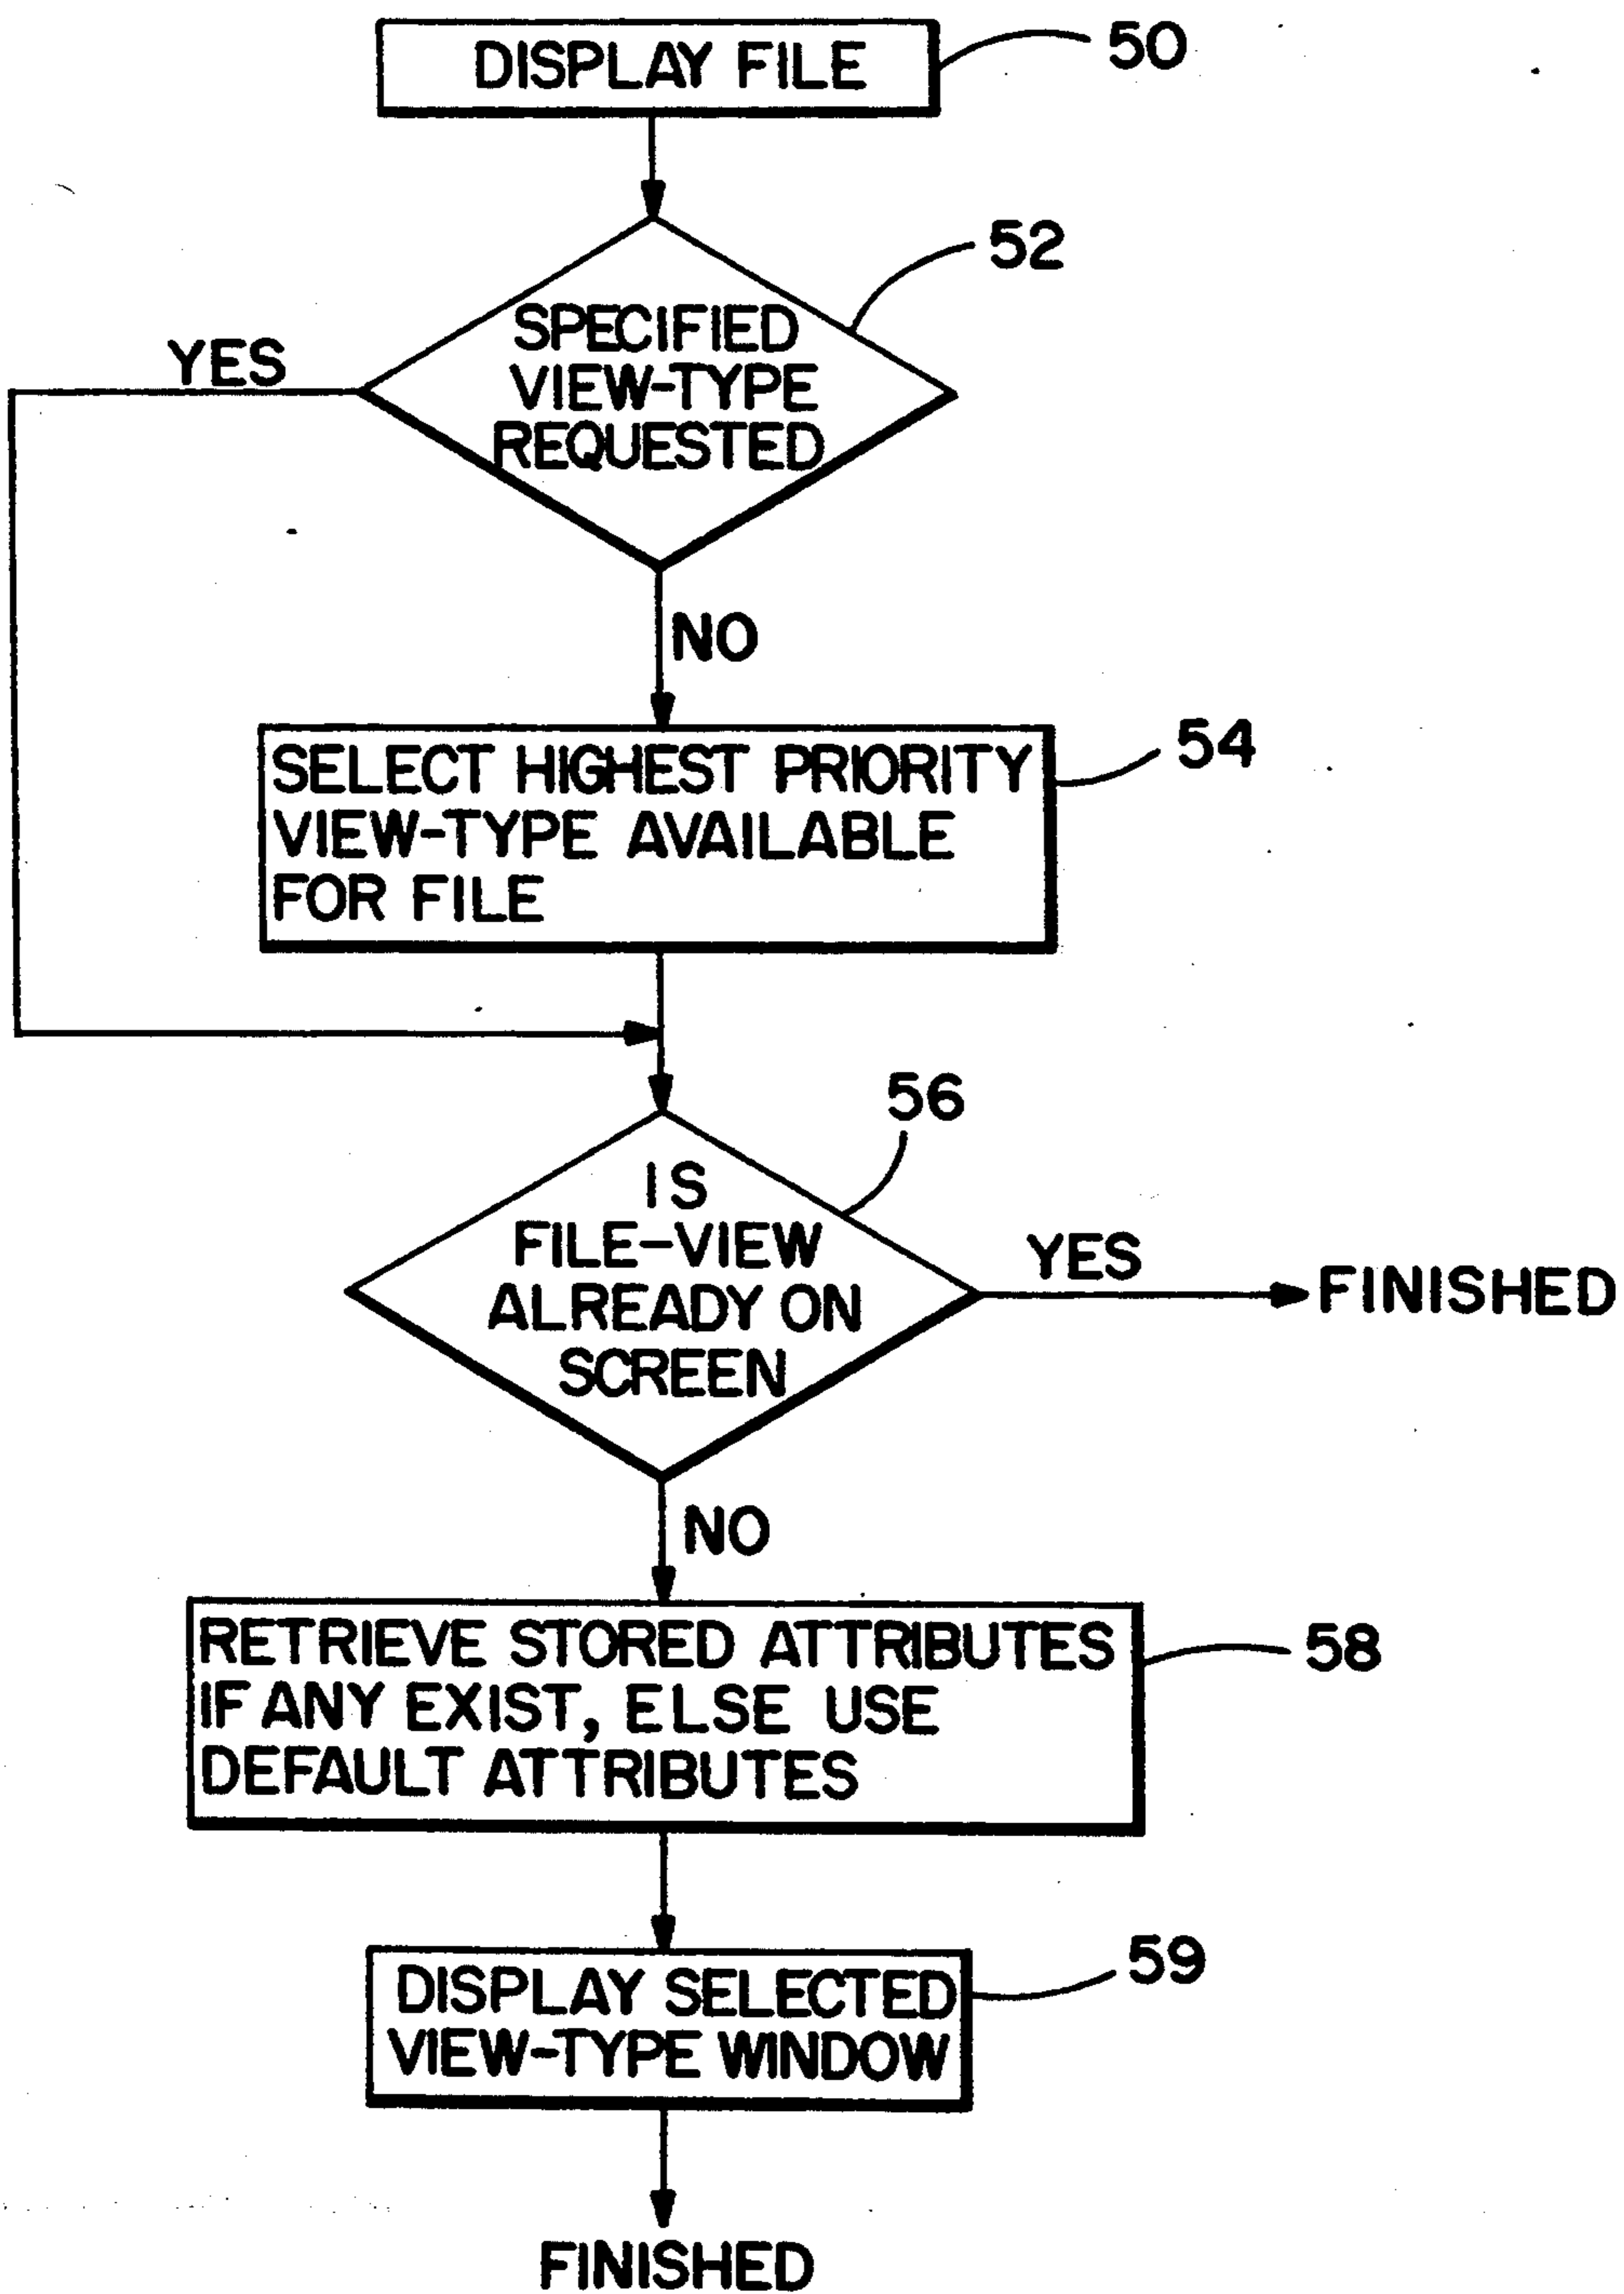 DISPLAY FILE
50
52
SPECIFIED
VIEW-TYPE
REQUESTED
YES
NO
54
SELECT HIGHEST PRIORITY
VIEW-TYPE AVAILABLE
FOR FILE
56
IS
FILE-VIEW
ALREADY ON
SCREEN
YES
FINISHED
NO
RETRIEVE STORED ATTRIBUTES
IF ANY EXIST, ELSE USE
DEFAULT ATTRIBUTES
58
DISPLAY SELECTED
VIEW-TYPE WINDOW
59
FINISHED